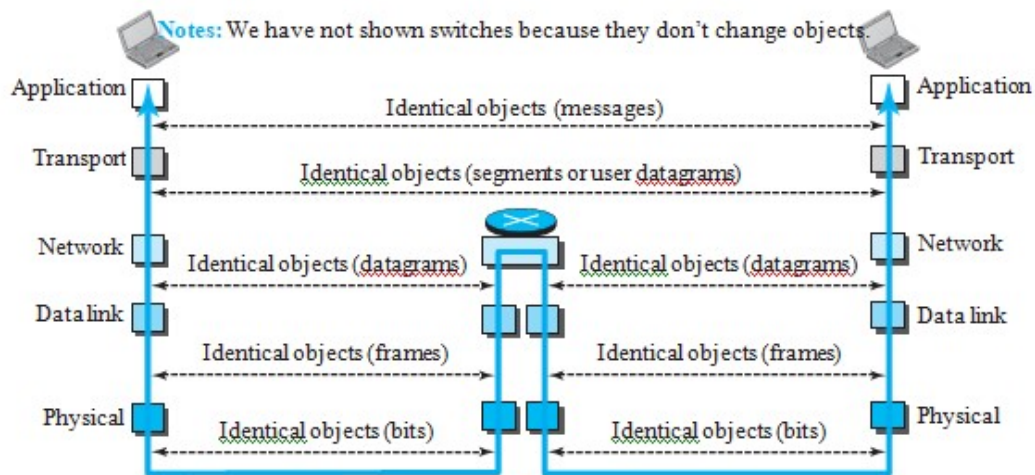 Notes: We have not shown switches because they don't change objects.
Application
Application
Identical objects (messages)
Transport
Transport
Identical objects (segments or user datagrams)
Network
Network
Identical objects (datagrams)
Identical objects (datagrams)
Data link
Data link
Identical objects (frames)
Identical objects (frames)
Physical
Physical
Identical objects (bits)
Identical objects (bits)